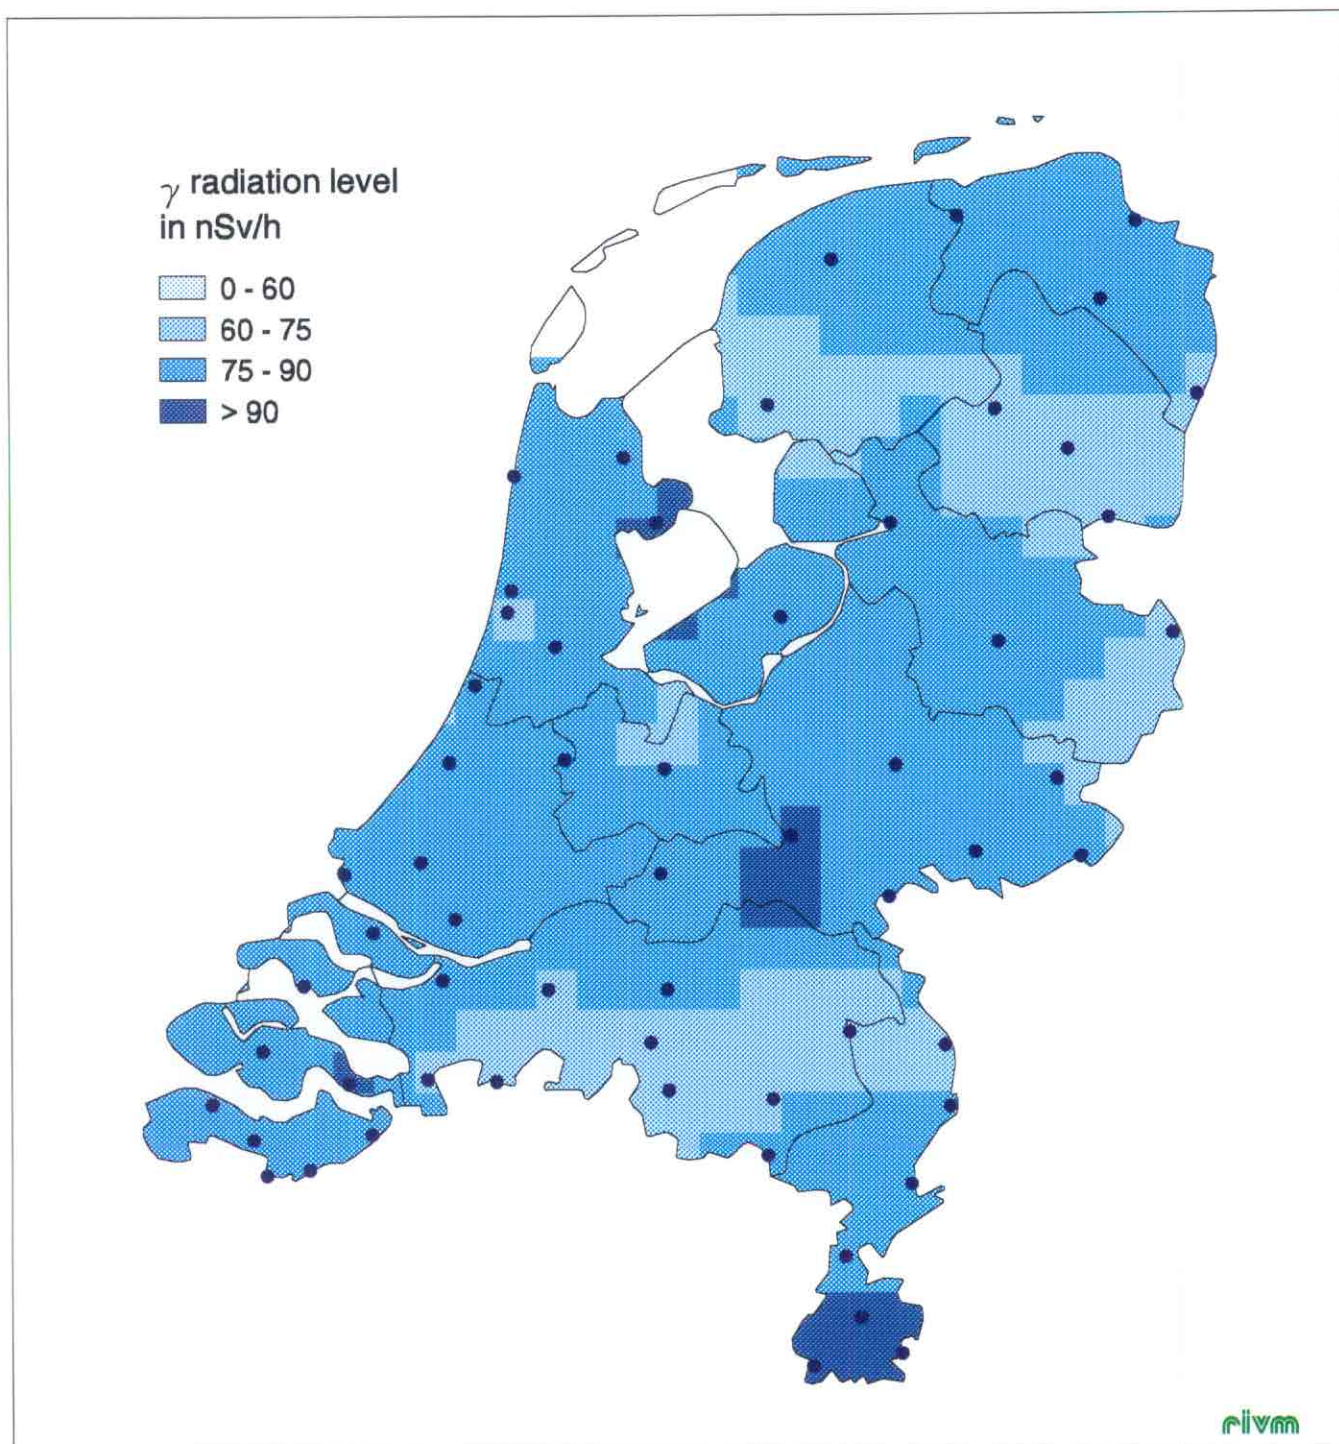 γ radiation level
in nSv/h
0 - 60
60 - 75
75 - 90
> 90
rivm